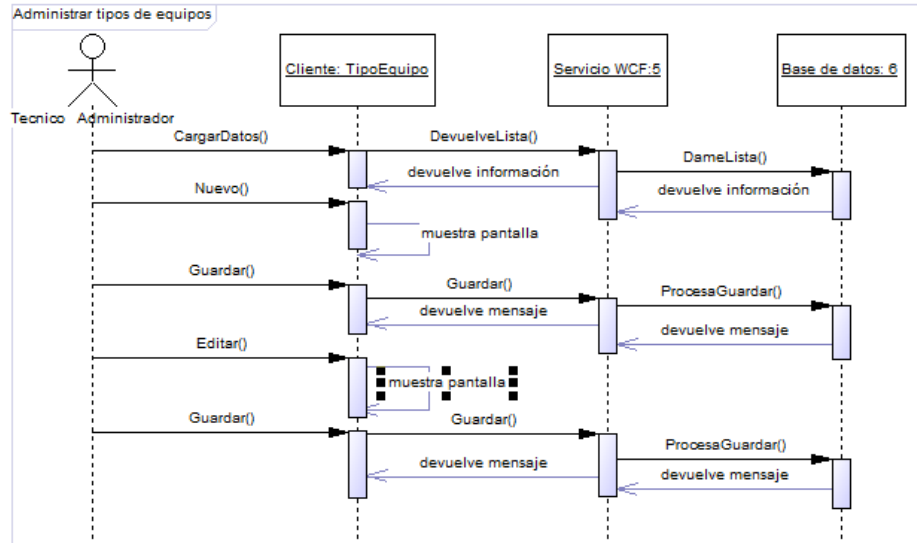 Administrar tipos de equipos
Cliente: TipoEquipo
Servicio WCF:5
Base de datos: 6
Tecnico Administrador
CargarDatos()
DevuelveLista()
DameLista()
devuelve información
devuelve información
Nuevo()
muestra pantalla
Guardar()
Guardar()
ProcesaGuardar()
devuelve mensaje
devuelve mensaje
Editar()
muestra pantalla
Guardar()
Guardar()
ProcesaGuardar()
devuelve mensaje
devuelve mensaje